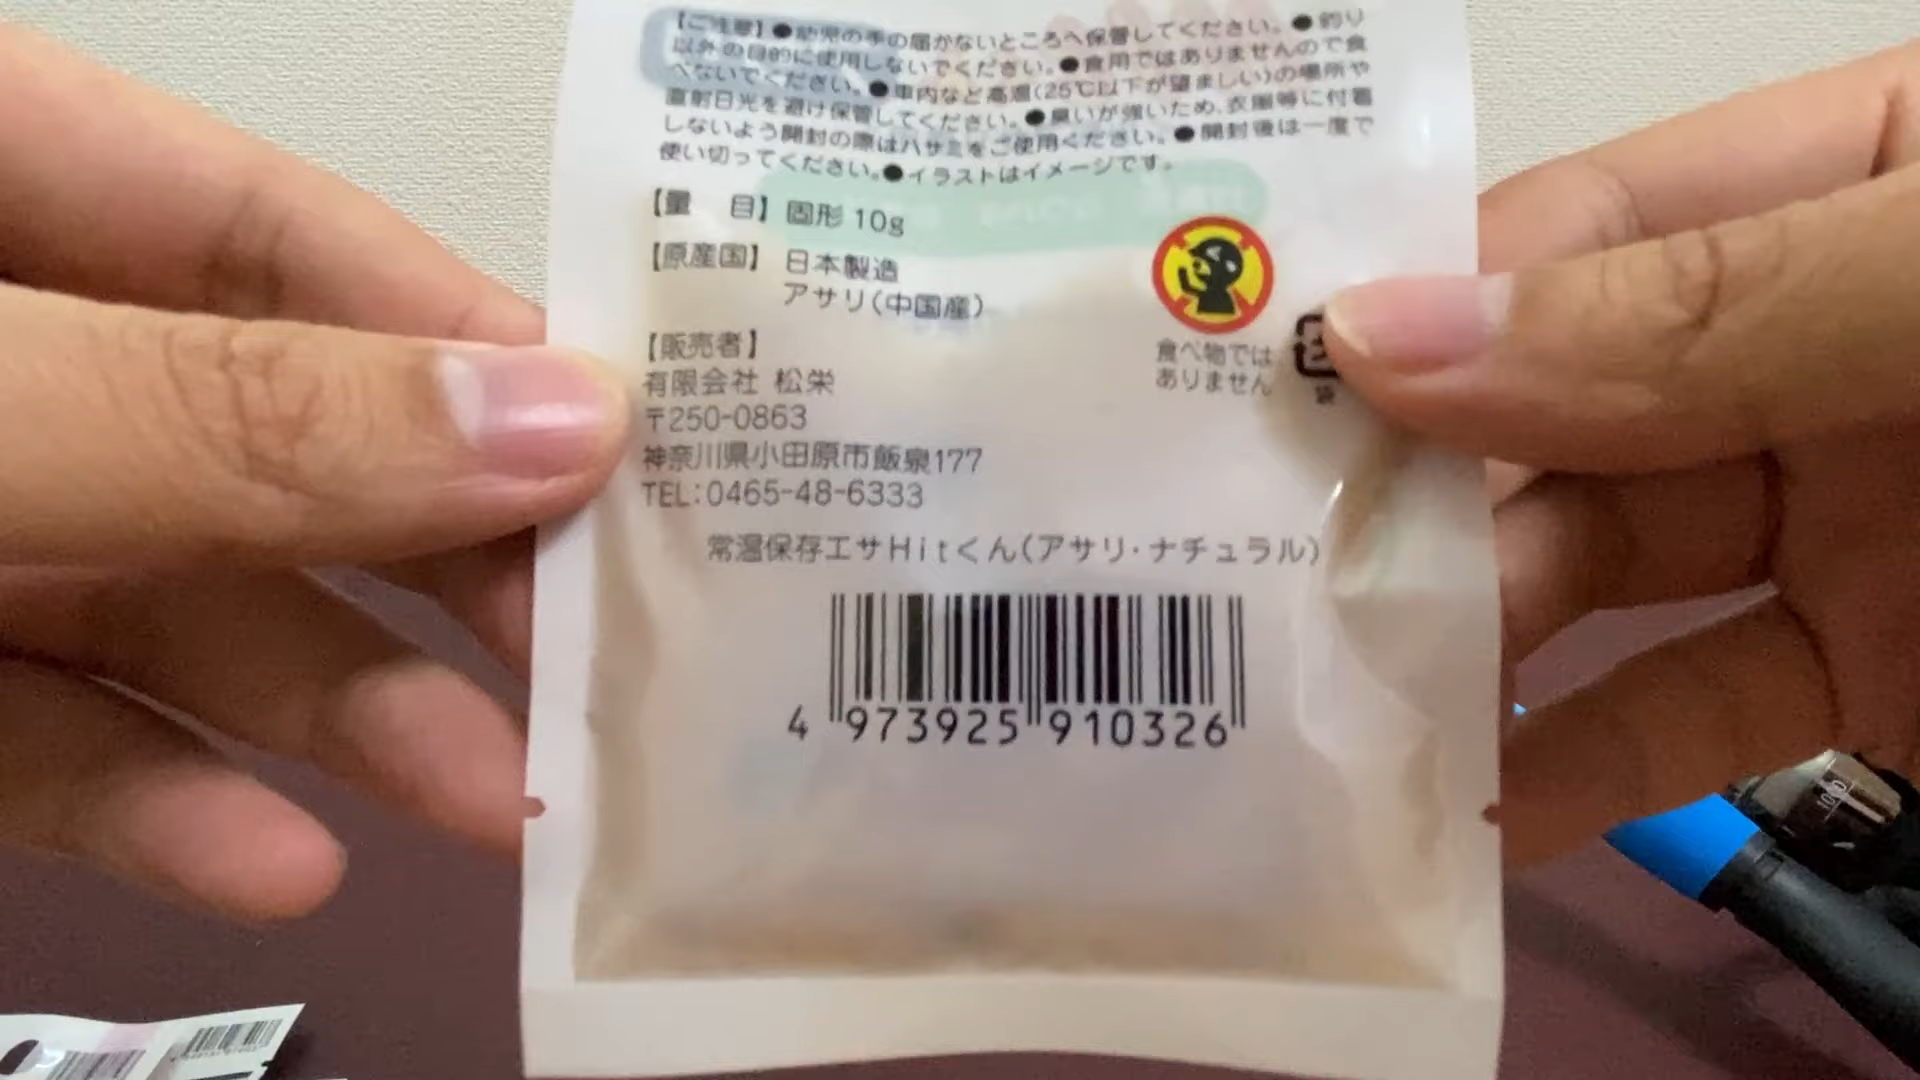 【ご注意】●幼児の手の届かないところへ保管してください。●釣り
以外の目的に使用しないでください。●食用ではありませんので食
べないでください。●車内など高温(25℃以下が望ましい)の場所や
直射日光を避け保管してください。●臭いが強いため、衣服等に付着
しないよう開封の際はハサミをご使用ください。●開封後は一度で
使い切ってください。●イラストはイメージです。
【量　目】固形 10g
【原産国】日本製造
アサリ(中国産)
【販売者】
有限会社 松栄
〒250-0863
神奈川県小田原市飯泉177
TEL:0465-48-6333
食べ物では
ありません
袋
常温保存エサHitくん(アサリ・ナチュラル)
4 973925 910326
100